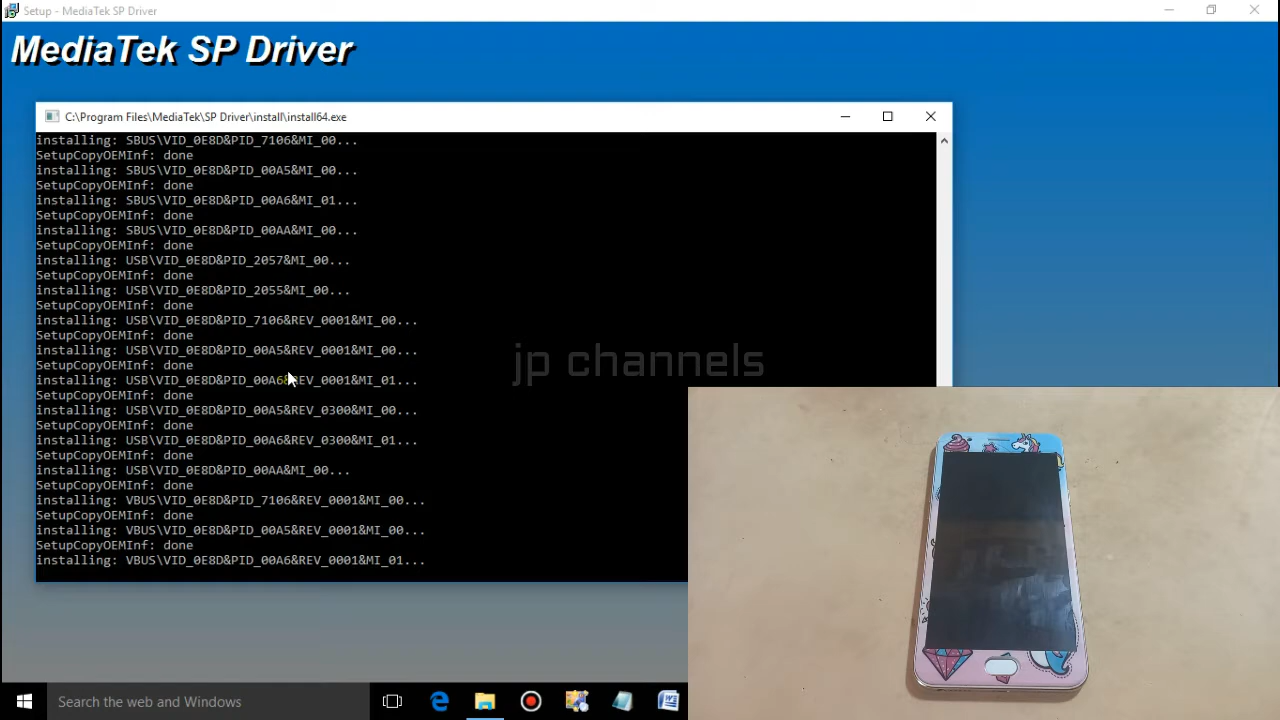 Setup - MediaTek SP Driver
MediaTek SP Driver
C:\Program Files\MediaTek\SP Driver\install\install64.exe
installing: SBUS\VID_0E8D&PID_7106&MI_00...
SetupCopyOEMInf: done
installing: SBUS\VID_0E8D&PID_00A5&MI_00...
SetupCopyOEMInf: done
installing: SBUS\VID_0E8D&PID_00A6&MI_01...
SetupCopyOEMInf: done
installing: SBUS\VID_0E8D&PID_00AA&MI_00...
SetupCopyOEMInf: done
installing: USB\VID_0E8D&PID_2057&MI_00...
SetupCopyOEMInf: done
installing: USB\VID_0E8D&PID_2055&MI_00...
SetupCopyOEMInf: done
installing: USB\VID_0E8D&PID_7106&REV_0001&MI_00...
SetupCopyOEMInf: done
installing: USB\VID_0E8D&PID_00A5&REV_0001&MI_00...
SetupCopyOEMInf: done
installing: USB\VID_0E8D&PID_00A6&REV_0001&MI_01...
SetupCopyOEMInf: done
installing: USB\VID_0E8D&PID_00A5&REV_0300&MI_00...
SetupCopyOEMInf: done
installing: USB\VID_0E8D&PID_00A6&REV_0300&MI_01...
SetupCopyOEMInf: done
installing: USB\VID_0E8D&PID_00AA&MI_00...
SetupCopyOEMInf: done
installing: VBUS\VID_0E8D&PID_7106&REV_0001&MI_00...
SetupCopyOEMInf: done
installing: VBUS\VID_0E8D&PID_00A5&REV_0001&MI_00...
SetupCopyOEMInf: done
installing: VBUS\VID_0E8D&PID_00A6&REV_0001&MI_01...
jp channels
Search the web and Windows